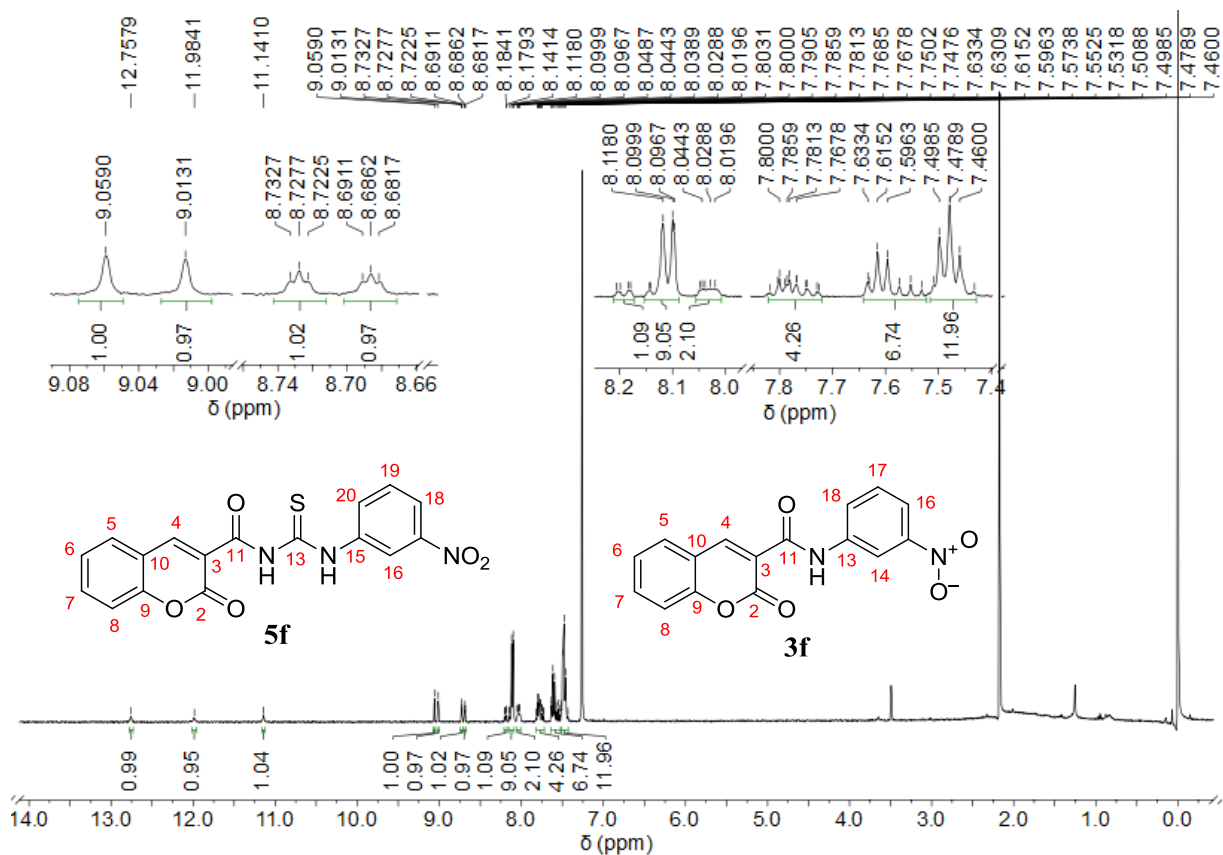 12.7579 11.9841 11.1410 9.0590 9.0131 8.7327 8.7277 8.7225 8.6911 8.6862 8.6817 8.1841 8.1793 8.1414 8.1180 8.0999 8.0967 8.0487 8.0443 8.0389 8.0288 8.0196 7.8031 7.8000 7.7905 7.7859 7.7813 7.7685 7.7678 7.7502 7.7476 7.6334 7.6309 7.6152 7.5963 7.5738 7.5525 7.5318 7.5088 7.4985 7.4789 7.4600
9.0590 9.0131 8.7327 8.7277 8.7225 8.6911 8.6862 8.6817
8.1180 8.0999 8.0967 8.0443 8.0288 8.0196 7.8000 7.7859 7.7813 7.7678 7.6334 7.6152 7.5963 7.4985 7.4789 7.4600
1.00 0.97 1.02 0.97
9.08 9.04 9.00 8.74 8.70 8.66
δ (ppm)
1.09 9.05 2.10 4.26 6.74 11.96
8.2 8.1 8.0 7.8 7.7 7.6 7.5 7.4
δ (ppm)
O S NH NH NO2 O O
2 3 4 5 6 7 8 9 10 11 13 15 16 18 19 20
5f
O NH N+ O O− O O
2 3 4 5 6 7 8 9 10 11 13 14 16 17 18
3f
0.99 0.95 1.04 1.00 0.97 1.02 0.97 1.09 9.05 2.10 4.26 6.74 11.96
14.0 13.0 12.0 11.0 10.0 9.0 8.0 7.0 6.0 5.0 4.0 3.0 2.0 1.0 0.0
δ (ppm)